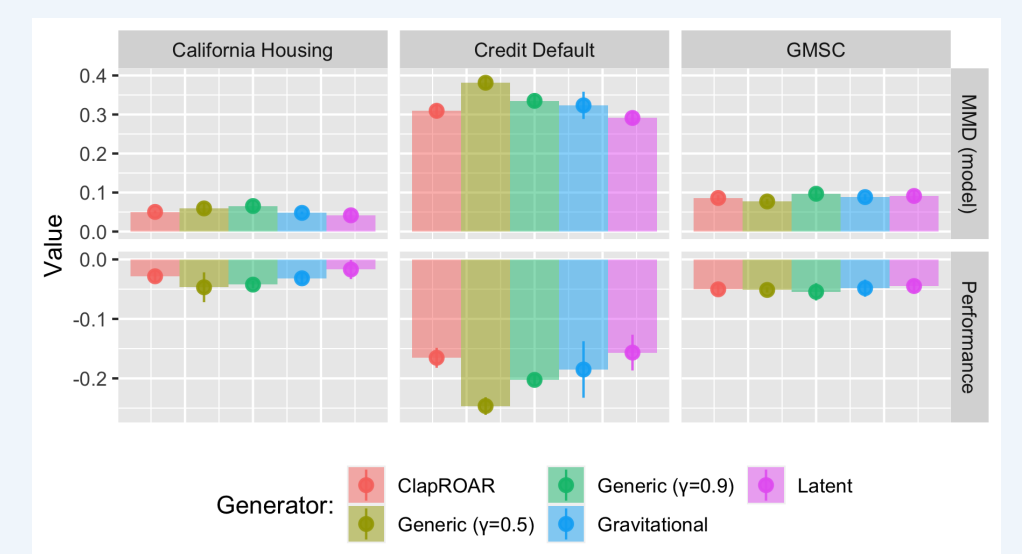 California Housing
Credit Default
GMSC
0.4
0.3
0.2
0.1
0.0
MMD (model)
Value
0.0
-0.1
-0.2
Performance
Generator:
ClapROAR
Generic (γ=0.9)
Latent
Generic (γ=0.5)
Gravitational